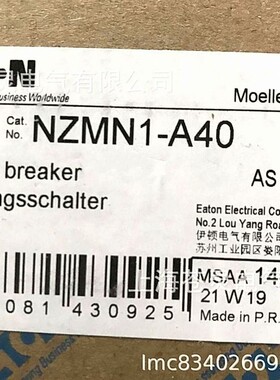 Business Worldwide
Moelle
Cat.
No. NZMN1-A40
breaker
ngsschalter
AS
Eaton Electrical Co
No.2 Lou Yang Roa
伊顿电气有限公司
苏州工业园区娄阳
MSAA 14
21 W19
Made in P.R.
081 430925
lmc83402669